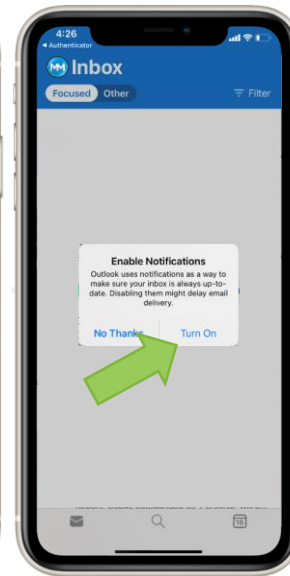 4:26
◀ Authenticator
MM Inbox
Focused Other Filter
Enable Notifications
Outlook uses notifications as a way to
make sure your inbox is always up-to-
date. Disabling them might delay email
delivery.
No Thanks Turn On
16